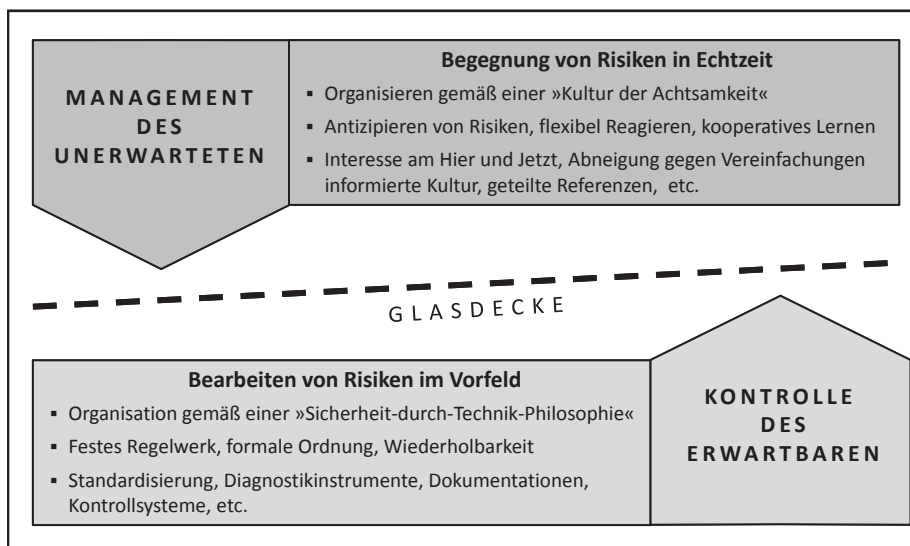 MANAGEMENT
DES
UNERWARTETEN
Begegnung von Risiken in Echtzeit
▪ Organisieren gemäß einer »Kultur der Achtsamkeit«
▪ Antizipieren von Risiken, flexibel Reagieren, kooperatives Lernen
▪ Interesse am Hier und Jetzt, Abneigung gegen Vereinfachungen
informierte Kultur, geteilte Referenzen, etc.
GLASDECKE
Bearbeiten von Risiken im Vorfeld
▪ Organisation gemäß einer »Sicherheit-durch-Technik-Philosophie«
▪ Festes Regelwerk, formale Ordnung, Wiederholbarkeit
▪ Standardisierung, Diagnostikinstrumente, Dokumentationen,
Kontrollsysteme, etc.
KONTROLLE
DES
ERWARTBAREN